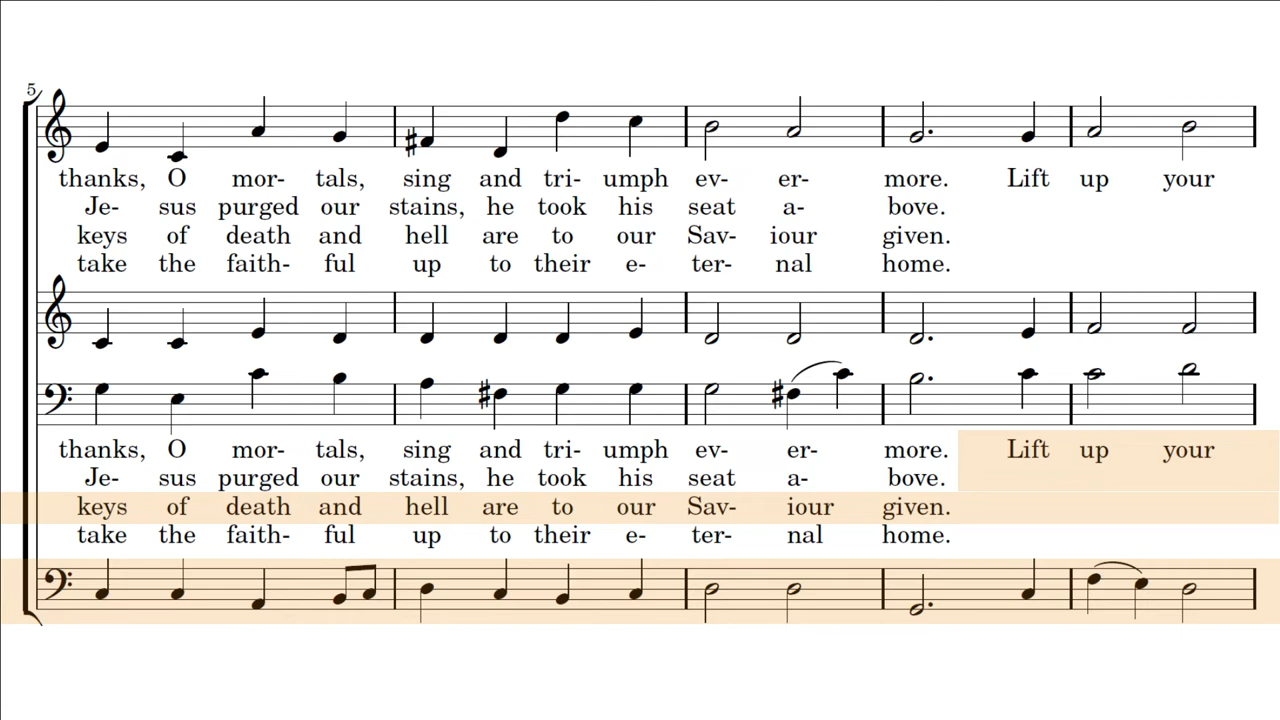 5
thanks, O mor- tals, sing and tri- umph ev- er- more. Lift up your
Je- sus purged our stains, he took his seat a- bove.
keys of death and hell are to our Sav- iour given.
take the faith- ful up to their e- ter- nal home.
thanks, O mor- tals, sing and tri- umph ev- er- more. Lift up your
Je- sus purged our stains, he took his seat a- bove.
keys of death and hell are to our Sav- iour given.
take the faith- ful up to their e- ter- nal home.